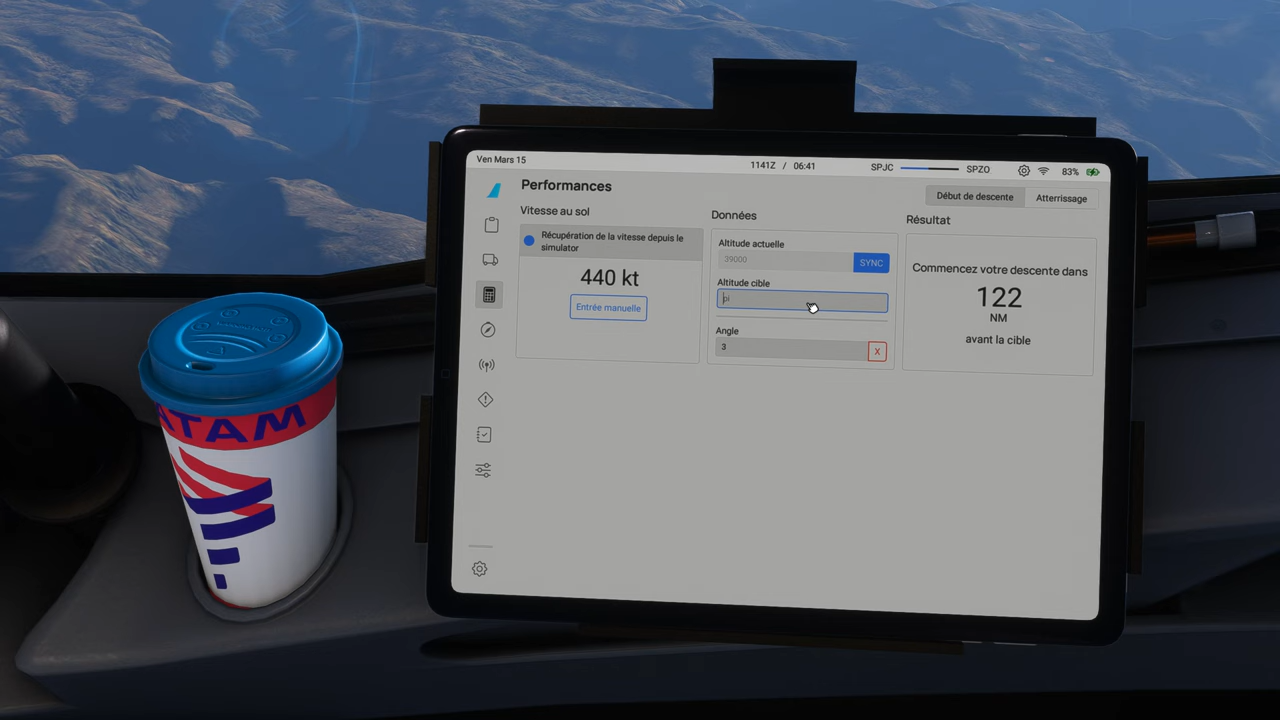 Ven Mars 15
1141Z / 06:41
SPJC
SPZO
83%
Performances
Début de descente
Atterrissage
Vitesse au sol
Récupération de la vitesse depuis le
simulator
440 kt
Entrée manuelle
Données
Altitude actuelle
39000
SYNC
Altitude cible
pi
Angle
3
X
Résultat
Commencez votre descente dans
122
NM
avant la cible
ATAM